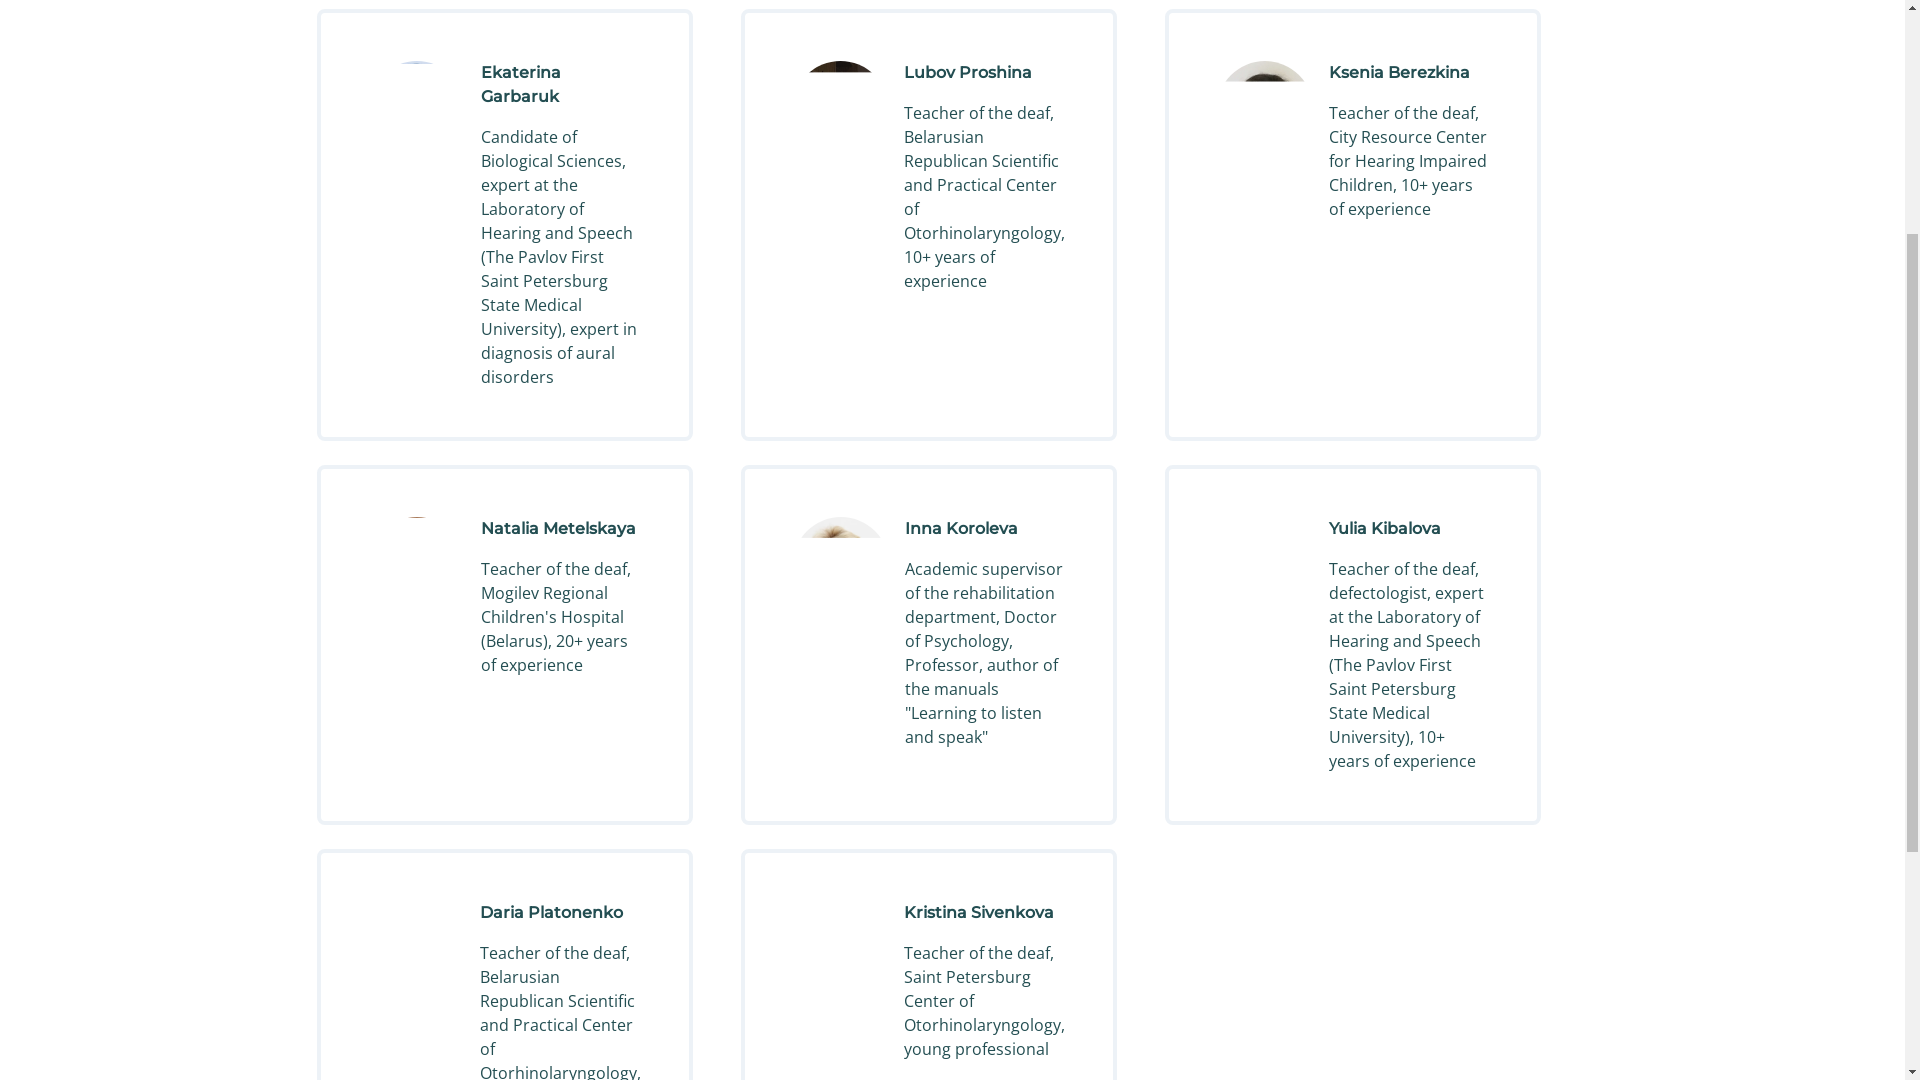 Ekaterina
Garbaruk
Candidate of
Biological Sciences,
expert at the
Laboratory of
Hearing and Speech
(The Pavlov First
Saint Petersburg
State Medical
University), expert in
diagnosis of aural
disorders
Lubov Proshina
Teacher of the deaf,
Belarusian
Republican Scientific
and Practical Center
of
Otorhinolaryngology,
10+ years of
experience
Ksenia Berezkina
Teacher of the deaf,
City Resource Center
for Hearing Impaired
Children, 10+ years
of experience
Natalia Metelskaya
Teacher of the deaf,
Mogilev Regional
Children's Hospital
(Belarus), 20+ years
of experience
Inna Koroleva
Academic supervisor
of the rehabilitation
department, Doctor
of Psychology,
Professor, author of
the manuals
"Learning to listen
and speak"
Yulia Kibalova
Teacher of the deaf,
defectologist, expert
at the Laboratory of
Hearing and Speech
(The Pavlov First
Saint Petersburg
State Medical
University), 10+
years of experience
Daria Platonenko
Teacher of the deaf,
Belarusian
Republican Scientific
and Practical Center
of
Otorhinolaryngology,
Kristina Sivenkova
Teacher of the deaf,
Saint Petersburg
Center of
Otorhinolaryngology,
young professional